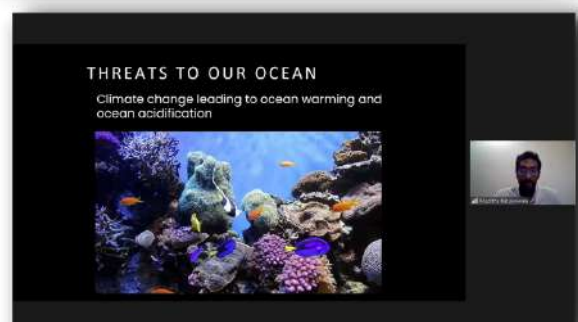 THREATS TO OUR OCEAN
Climate change leading to ocean warming and
ocean acidification